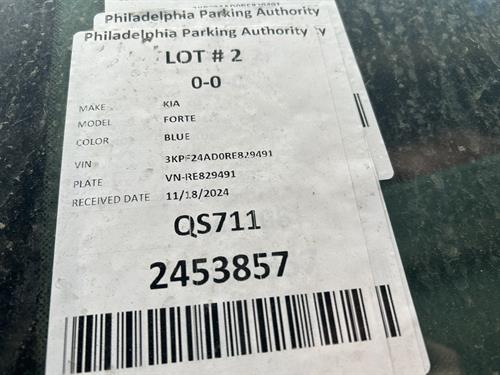 Philadelphia Parking Authority
Philadelphia Parking Authority
LOT # 2
0-0
MAKE KIA
MODEL FORTE
COLOR BLUE
VIN 3KPF24AD0RE829491
PLATE VN-RE829491
RECEIVED DATE 11/18/2024
QS711
2453857